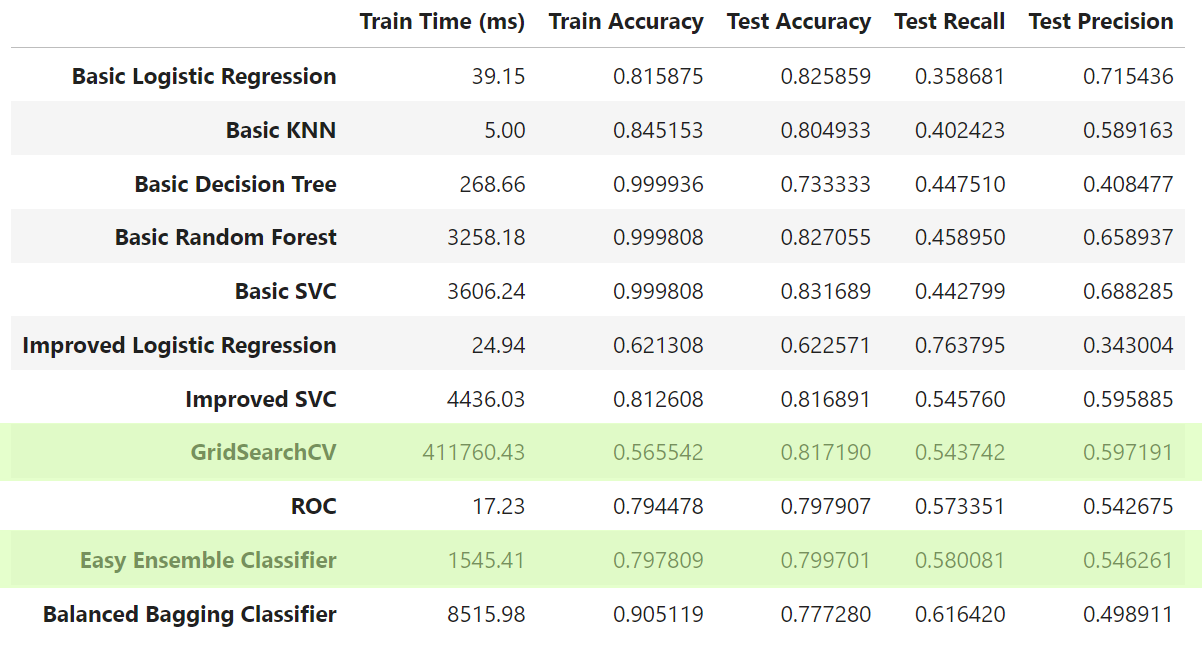 Train Time (ms) Train Accuracy Test Accuracy Test Recall Test Precision
Basic Logistic Regression 39.15 0.815875 0.825859 0.358681 0.715436
Basic KNN 5.00 0.845153 0.804933 0.402423 0.589163
Basic Decision Tree 268.66 0.999936 0.733333 0.447510 0.408477
Basic Random Forest 3258.18 0.999808 0.827055 0.458950 0.658937
Basic SVC 3606.24 0.999808 0.831689 0.442799 0.688285
Improved Logistic Regression 24.94 0.621308 0.622571 0.763795 0.343004
Improved SVC 4436.03 0.812608 0.816891 0.545760 0.595885
GridSearchCV 411760.43 0.565542 0.817190 0.543742 0.597191
ROC 17.23 0.794478 0.797907 0.573351 0.542675
Easy Ensemble Classifier 1545.41 0.797809 0.799701 0.580081 0.546261
Balanced Bagging Classifier 8515.98 0.905119 0.777280 0.616420 0.498911